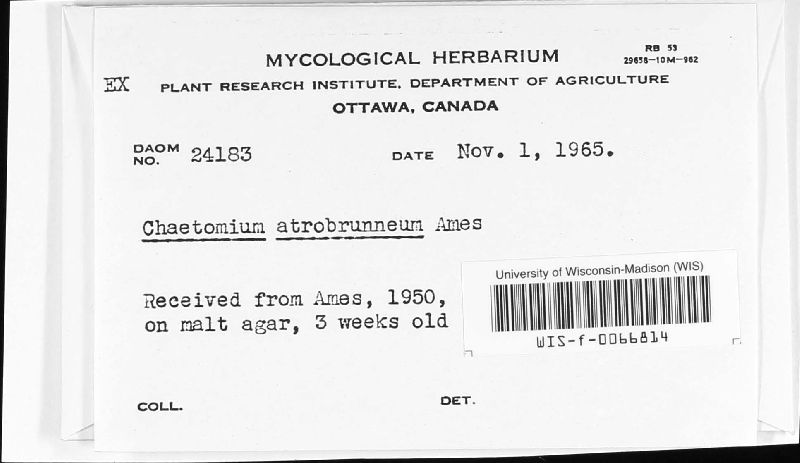 RB 53
29658-10M-962
MYCOLOGICAL HERBARIUM
EX PLANT RESEARCH INSTITUTE, DEPARTMENT OF AGRICULTURE
OTTAWA, CANADA
DAOM NO. 24183 DATE Nov. 1, 1965.
Chaetomium atrobrunneum Ames
Received from Ames, 1950,
on malt agar, 3 weeks old
University of Wisconsin-Madison (WIS)
WIS-f-0066814
COLL. DET.